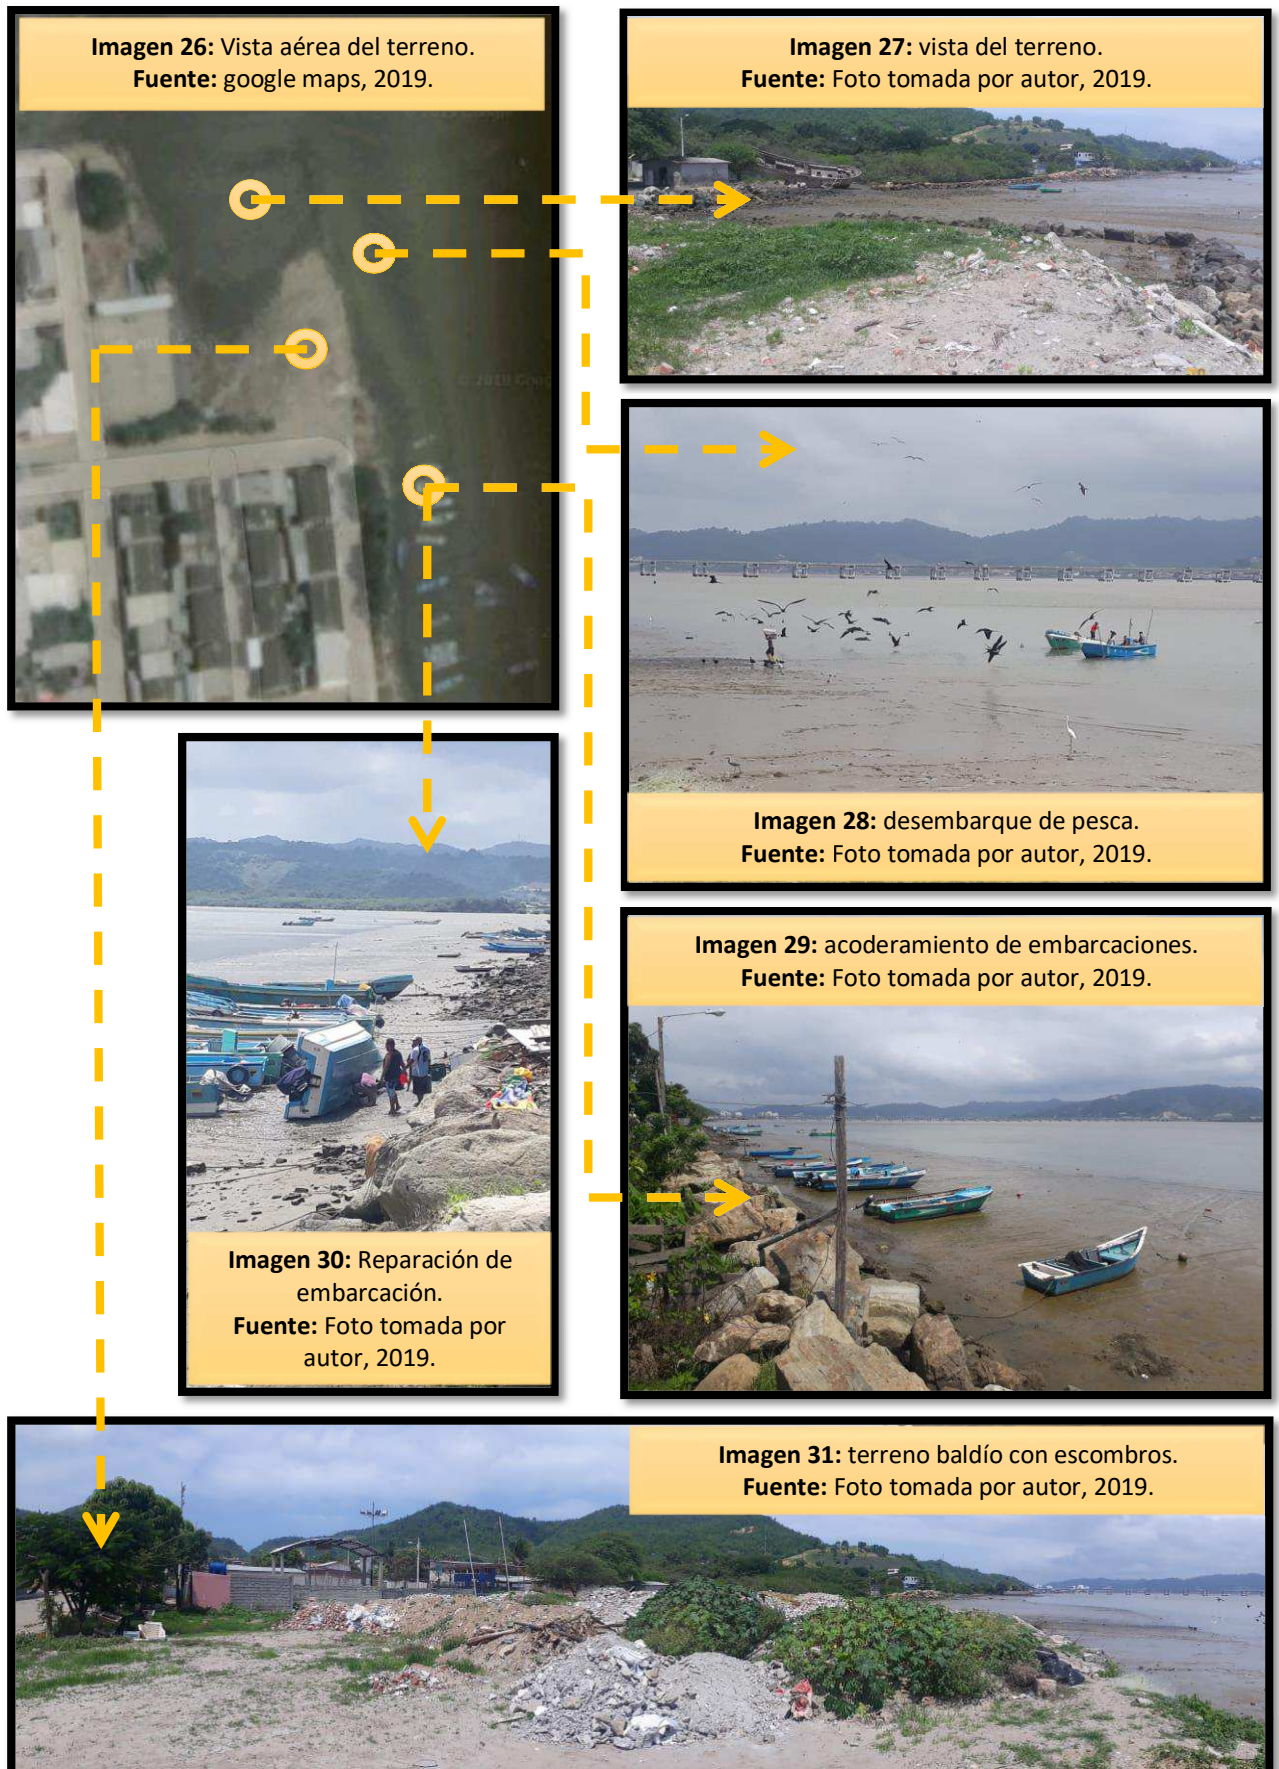 Imagen 26: Vista aérea del terreno.
Fuente: google maps, 2019.
Imagen 27: vista del terreno.
Fuente: Foto tomada por autor, 2019.
Imagen 28: desembarque de pesca.
Fuente: Foto tomada por autor, 2019.
Imagen 29: acoderamiento de embarcaciones.
Fuente: Foto tomada por autor, 2019.
Imagen 30: Reparación de
embarcación.
Fuente: Foto tomada por
autor, 2019.
Imagen 31: terreno baldío con escombros.
Fuente: Foto tomada por autor, 2019.